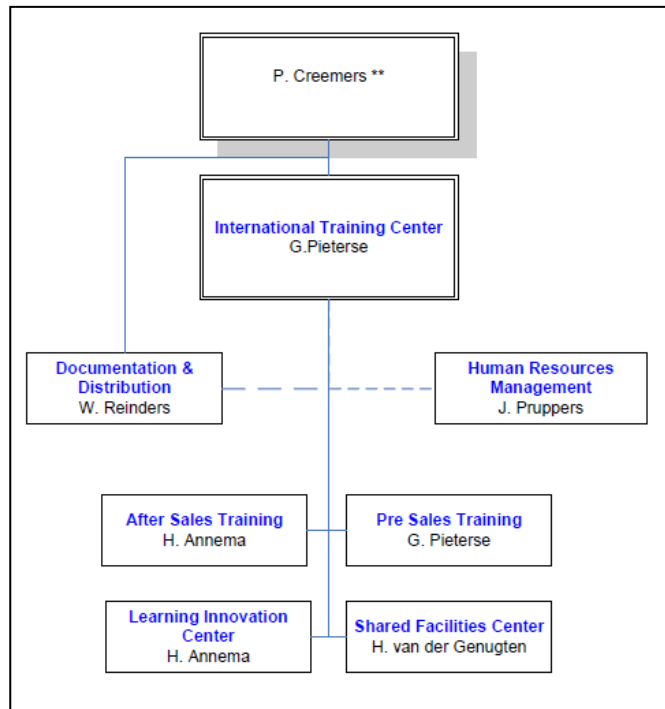 P. Creemers **
International Training Center
G.Pieterse
Documentation &
Distribution
W. Reinders
Human Resources
Management
J. Pruppers
After Sales Training
H. Annema
Pre Sales Training
G. Pieterse
Learning Innovation
Center
H. Annema
Shared Facilities Center
H. van der Genugten